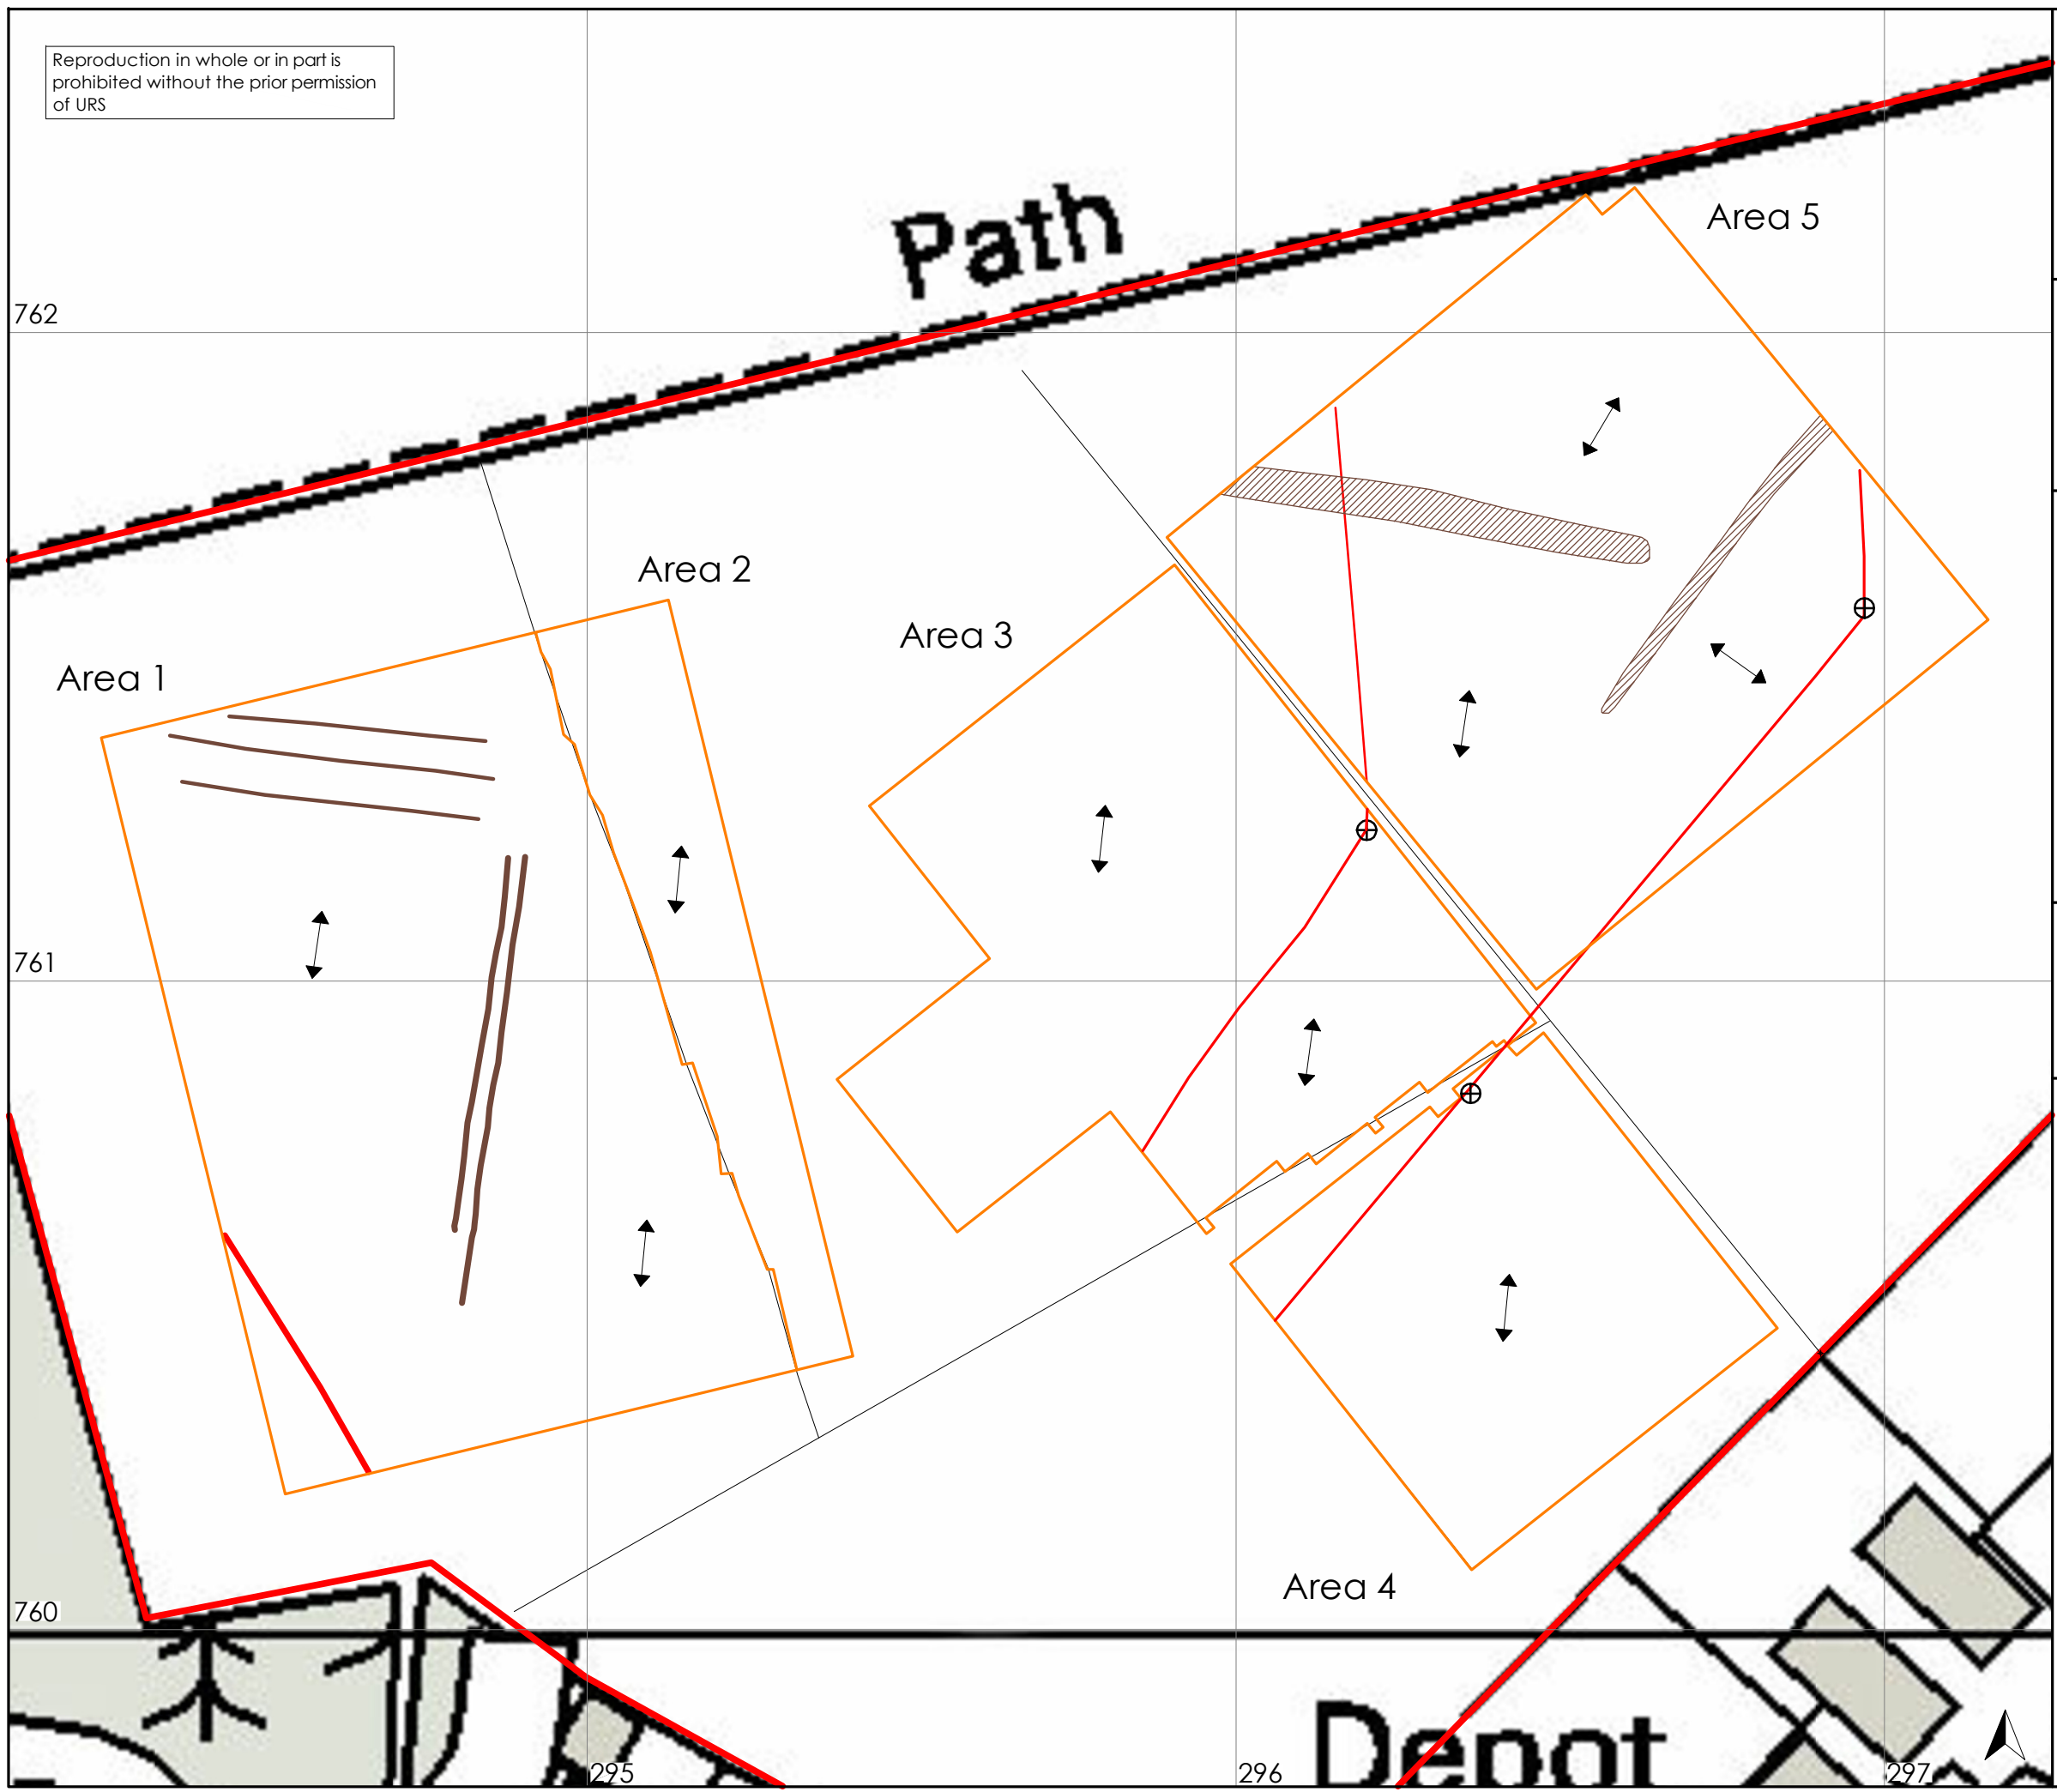 Reproduction in whole or in part is
prohibited without the prior permission
of URS
Path
Area 5
762
Area 2
Area 3
Area 1
761
Area 4
760
Depot
295
296
297